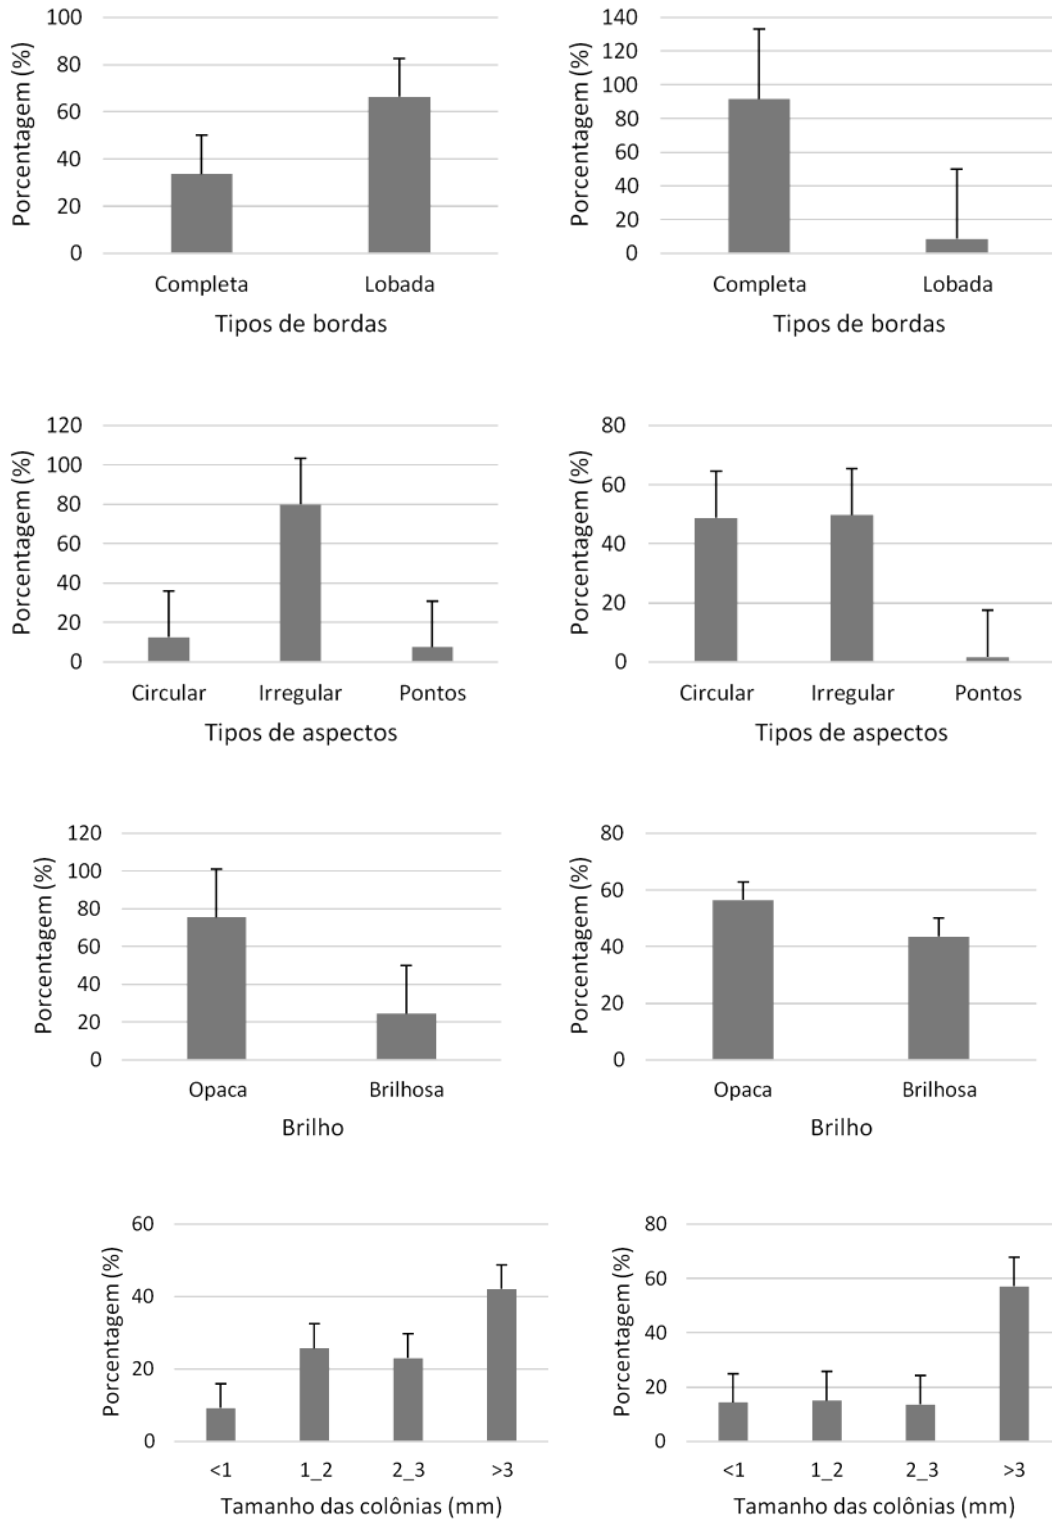 100
80
60
40
20
0
Porcentagem (%)
Completa Lobada
Tipos de bordas
140
120
100
80
60
40
20
0
Porcentagem (%)
Completa Lobada
Tipos de bordas
120
100
80
60
40
20
0
Porcentagem (%)
Circular Irregular Pontos
Tipos de aspectos
80
60
40
20
0
Porcentagem (%)
Circular Irregular Pontos
Tipos de aspectos
120
100
80
60
40
20
0
Porcentagem (%)
Opaca Brilhosa
Brilho
80
60
40
20
0
Porcentagem (%)
Opaca Brilhosa
Brilho
60
40
20
0
Porcentagem (%)
<1 1_2 2_3 >3
Tamanho das colônias (mm)
80
60
40
20
0
Porcentagem (%)
<1 1_2 2_3 >3
Tamanho das colônias (mm)